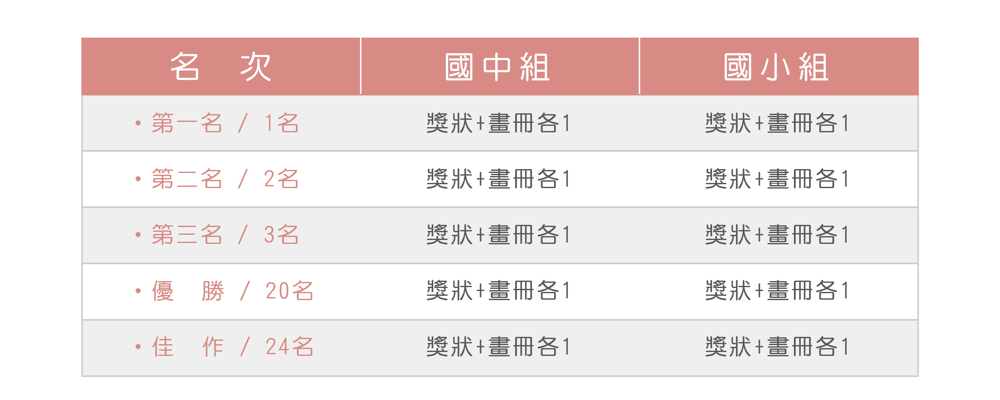 名　次 國中組 國小組
・第一名 / 1名 獎狀+畫冊各1 獎狀+畫冊各1
・第二名 / 2名 獎狀+畫冊各1 獎狀+畫冊各1
・第三名 / 3名 獎狀+畫冊各1 獎狀+畫冊各1
・優　勝 / 20名 獎狀+畫冊各1 獎狀+畫冊各1
・佳　作 / 24名 獎狀+畫冊各1 獎狀+畫冊各1